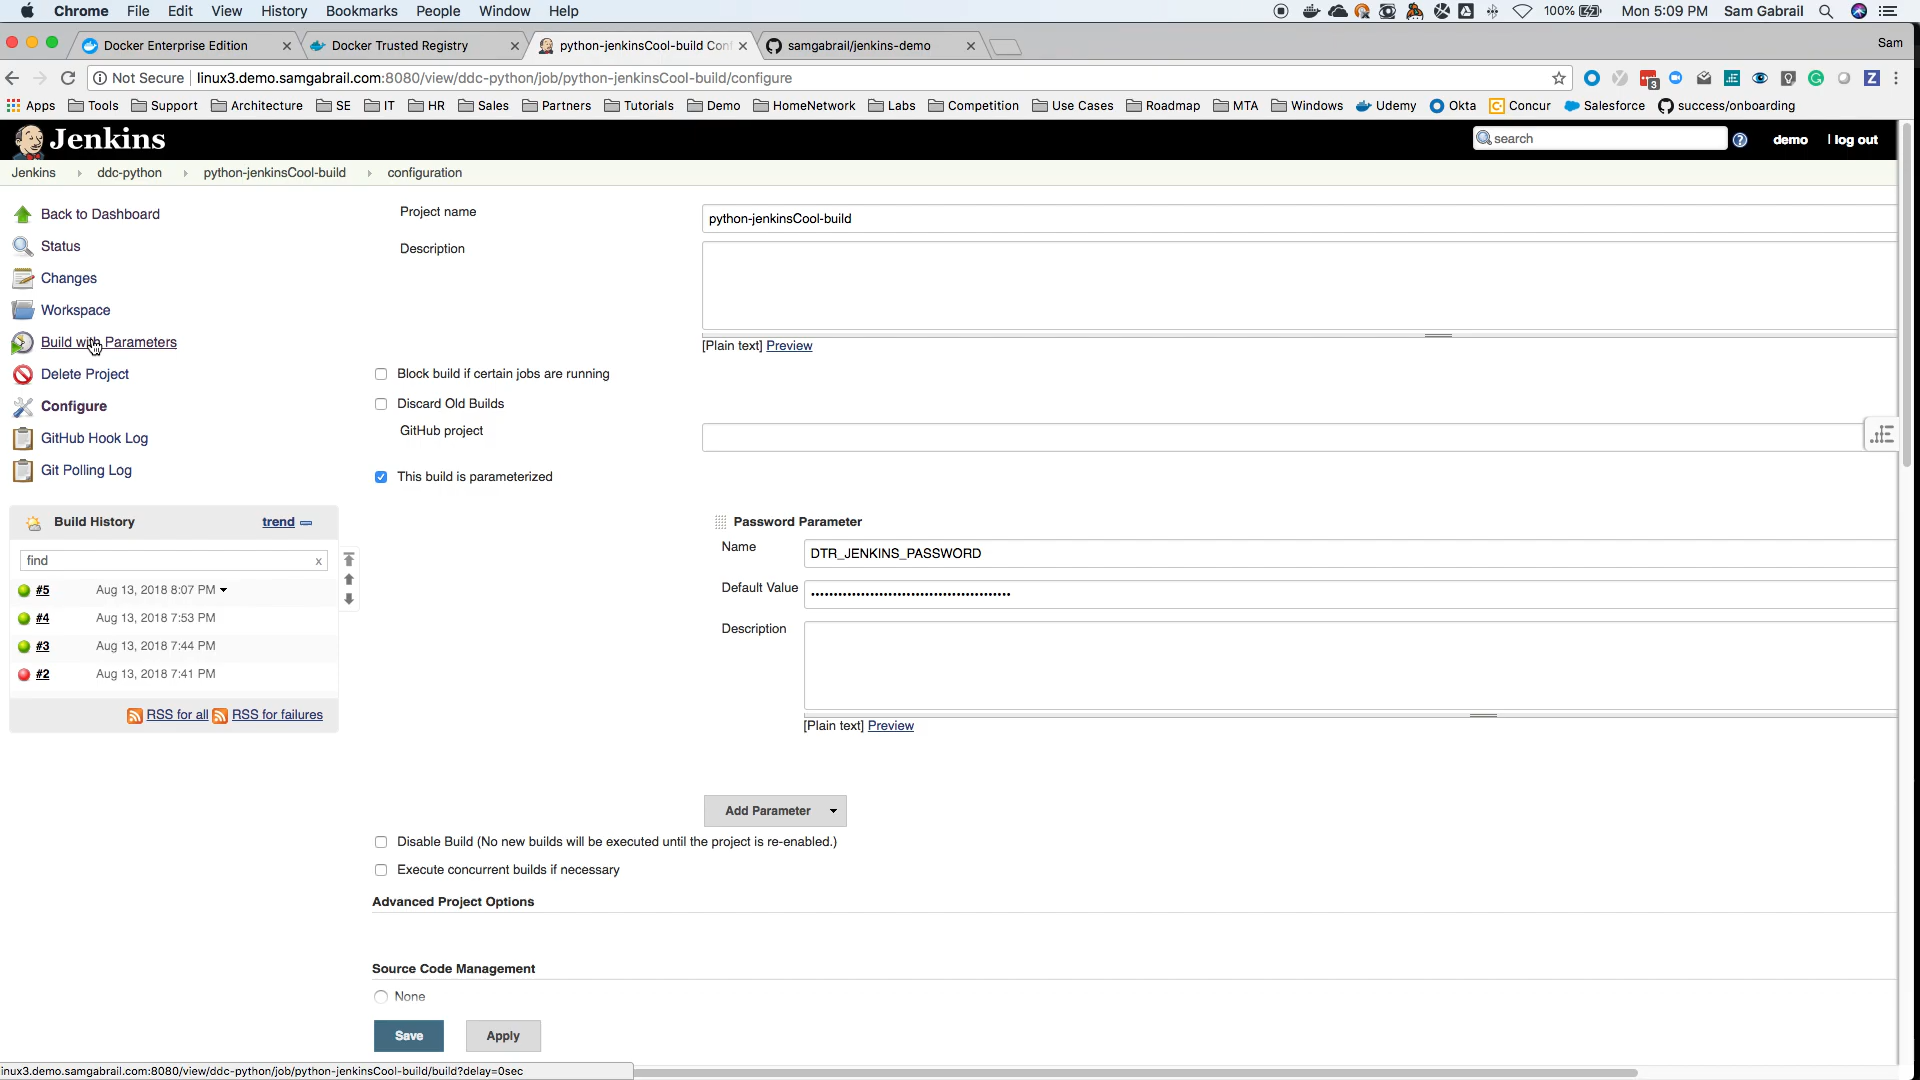 Chrome File Edit View History Bookmarks People Window Help 100% Mon 5:09 PM Sam Gabrail
Docker Enterprise Edition × Docker Trusted Registry × python-jenkinsCool-build Con × samgabrail/jenkins-demo × Sam
Not Secure | linux3.demo.samgabrail.com:8080/view/ddc-python/job/python-jenkinsCool-build/configure 3 Z
Apps Tools Support Architecture SE IT HR Sales Partners Tutorials Demo HomeNetwork Labs Competition Use Cases Roadmap MTA Windows Udemy Okta Concur Salesforce success/onboarding
Jenkins search ? demo | log out
Jenkins ddc-python python-jenkinsCool-build configuration
Back to Dashboard
Status
Changes
Workspace
Build with Parameters
Delete Project
Configure
GitHub Hook Log
Git Polling Log
Build History trend
find x
#5 Aug 13, 2018 8:07 PM
#4 Aug 13, 2018 7:53 PM
#3 Aug 13, 2018 7:44 PM
#2 Aug 13, 2018 7:41 PM
RSS for all RSS for failures
Project name python-jenkinsCool-build
Description
[Plain text] Preview
Block build if certain jobs are running
Discard Old Builds
GitHub project
This build is parameterized
Password Parameter
Name DTR_JENKINS_PASSWORD
Default Value
Description
[Plain text] Preview
Add Parameter
Disable Build (No new builds will be executed until the project is re-enabled.)
Execute concurrent builds if necessary
Advanced Project Options
Source Code Management
None
Save Apply
inux3.demo.samgabrail.com:8080/view/ddc-python/job/python-jenkinsCool-build/build?delay=0sec